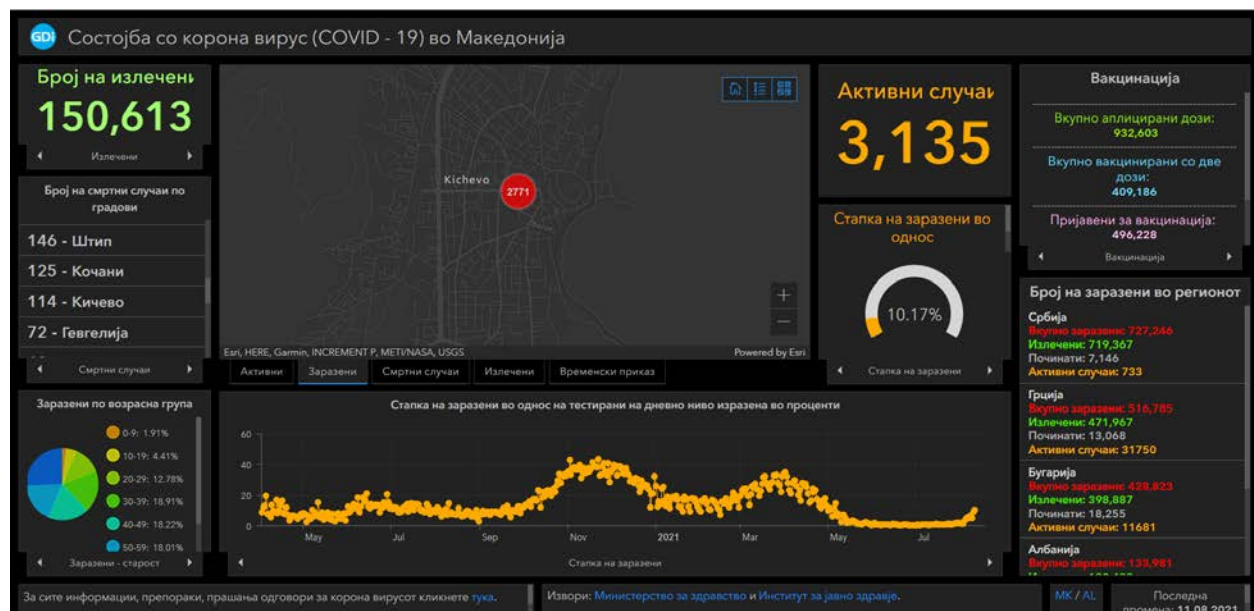 GDi Состојба со корона вирус (COVID - 19) во Македонија
Број на излечени
150,613
Излечени
Број на смртни случаи по
градови
146 - Штип
125 - Кочани
114 - Кичево
72 - Гевгелија
Смртни случаи
Заразени по возрасна група
0-9: 1.91%
10-19: 4.41%
20-29: 12.78%
30-39: 18.91%
40-49: 18.22%
50-59: 18.01%
Заразени - старост
Kichevo
2771
Esri, HERE, Garmin, INCREMENT P, METI/NASA, USGS
Powered by Esri
Активни Заразени Смртни случаи Излечени Временски приказ
Активни случаи
3,135
Стапка на заразени во
однос
10.17%
Стапка на заразени
Стапка на заразени во однос на тестирани на дневно ниво изразена во проценти
60
40
20
0
May Jul Sep Nov 2021 Mar May Jul
Стапка на заразени
Вакцинација
Вкупно аплицирани дози:
932,603
Вкупно вакцинирани со две
дози:
409,186
Пријавени за вакцинација:
496,228
Вакцинација
Број на заразени во регионот
Србија
Вкупно заразени: 727,246
Излечени: 719,367
Починати: 7,146
Активни случаи: 733
Грција
Вкупно заразени: 516,785
Излечени: 471,967
Починати: 13,068
Активни случаи: 31750
Бугарија
Вкупно заразени: 428,823
Излечени: 398,887
Починати: 18,255
Активни случаи: 11681
Албанија
Вкупно заразени: 133,981
За сите информации, препораки, прашања одговори за корона вирусот кликнете тука.
Извори: Министерство за здравство и Институт за јавно здравје.
MK / AL
Последна
промена: 11.08.2021